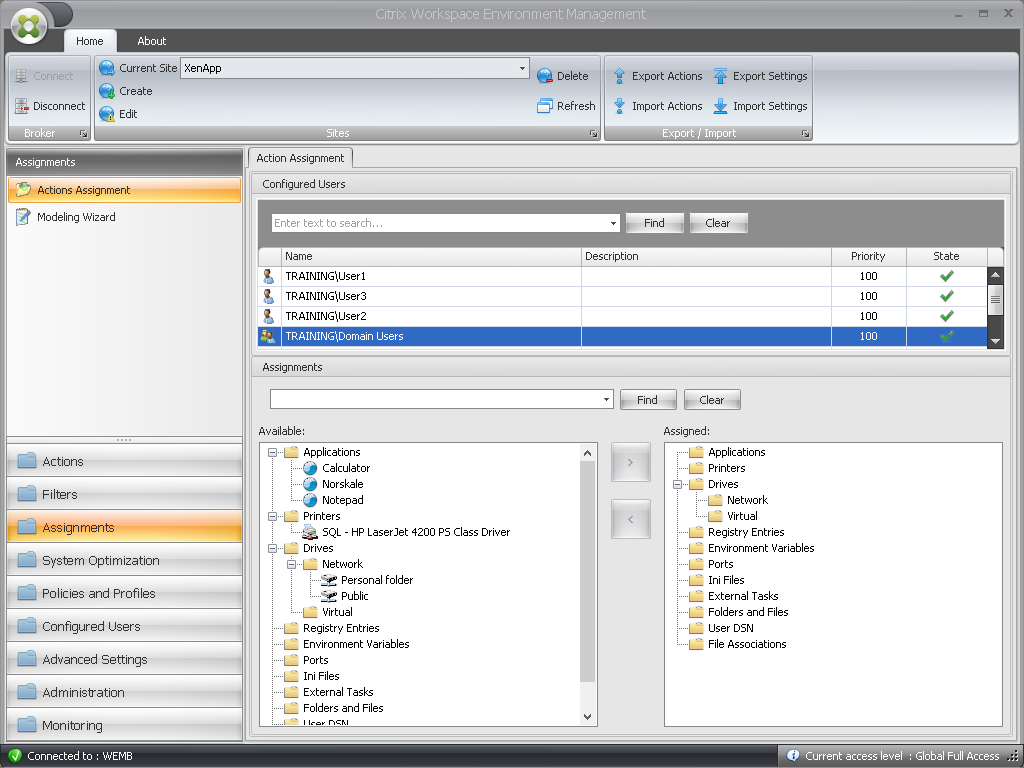 Citrix Workspace Environment Management
Home About
Connect
Disconnect
Broker
Current Site XenApp
Create
Edit
Delete
Refresh
Sites
Export Actions Export Settings
Import Actions Import Settings
Export / Import
Assignments
Actions Assignment
Modeling Wizard
Actions
Filters
Assignments
System Optimization
Policies and Profiles
Configured Users
Advanced Settings
Administration
Monitoring
Action Assignment
Configured Users
Enter text to search... Find Clear
Name Description Priority State
TRAINING\User1 100
TRAINING\User3 100
TRAINING\User2 100
TRAINING\Domain Users 100
Assignments
Find Clear
Available:
Applications
Calculator
Norskale
Notepad
Printers
SQL - HP LaserJet 4200 PS Class Driver
Drives
Network
Personal folder
Public
Virtual
Registry Entries
Environment Variables
Ports
Ini Files
External Tasks
Folders and Files
User DSN
>
<
Assigned:
Applications
Printers
Drives
Network
Virtual
Registry Entries
Environment Variables
Ports
Ini Files
External Tasks
Folders and Files
User DSN
File Associations
Connected to : WEMB
Current access level : Global Full Access